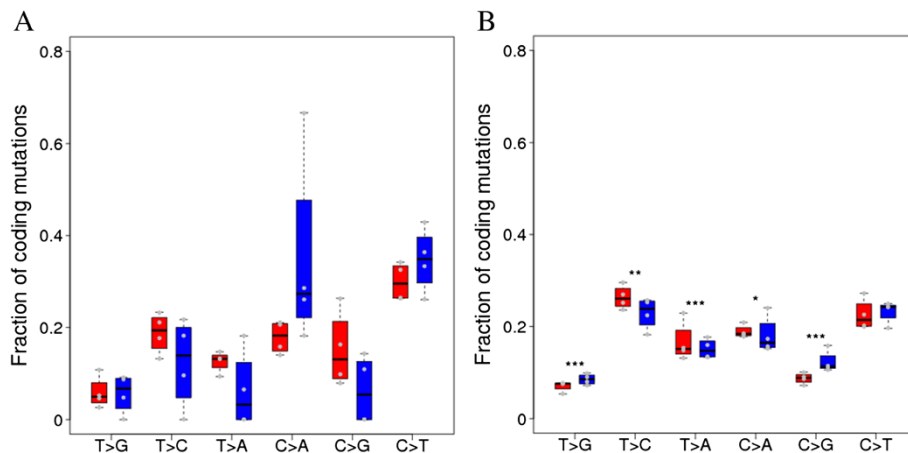 A
B
Fraction of coding mutations
0.8
0.6
0.4
0.2
0
T>G T>C T>A C>A C>G C>T
Fraction of coding mutations
0.8
0.6
0.4
0.2
0
***
**
***
*
***
T>G T>C T>A C>A C>G C>T